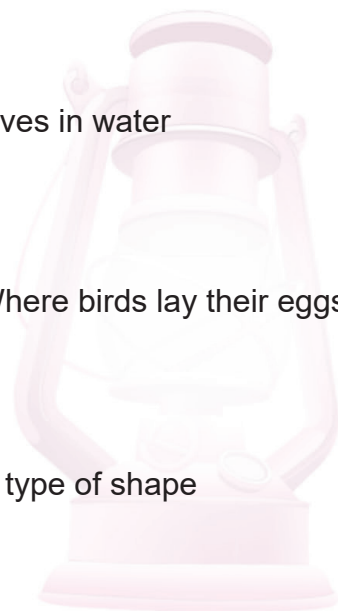 ves in water
here birds lay their eggs
type of shape